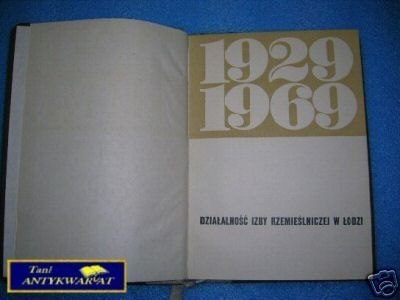 1929
1969
DZIAŁALNOŚĆ IZBY RZEMIEŚLNICZEJ W ŁODZI
Tani
ANTYKWARIAT